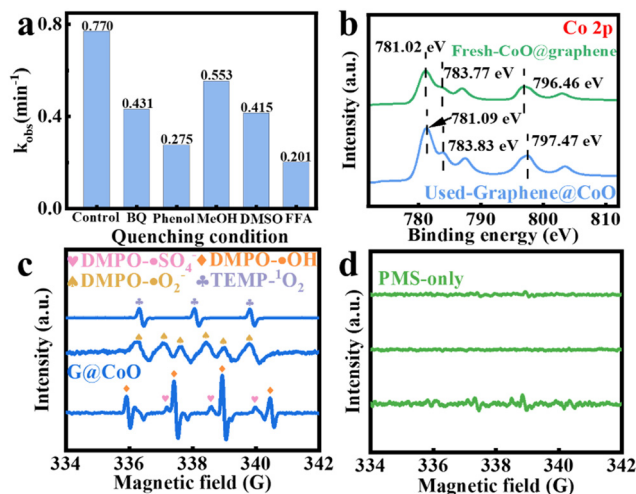 a
0.8
0.4
0.0
k_obs(min⁻¹)
0.770
0.431
0.275
0.553
0.415
0.201
Control BQ Phenol MeOH DMSO FFA
Quenching condition
b
Co 2p
781.02 eV
Fresh-CoO@graphene
783.77 eV
796.46 eV
781.09 eV
783.83 eV
797.47 eV
Used-Graphene@CoO
Intensity (a.u.)
780 790 800 810
Binding energy (eV)
c
♥DMPO-•SO₄⁻ ♦DMPO-•OH
♠DMPO-•O₂⁻ ♣TEMP-¹O₂
G@CoO
Intensity (a.u.)
334 336 338 340 342
Magnetic field (G)
d
PMS-only
Intensity (a.u.)
334 336 338 340 342
Magnetic field (G)